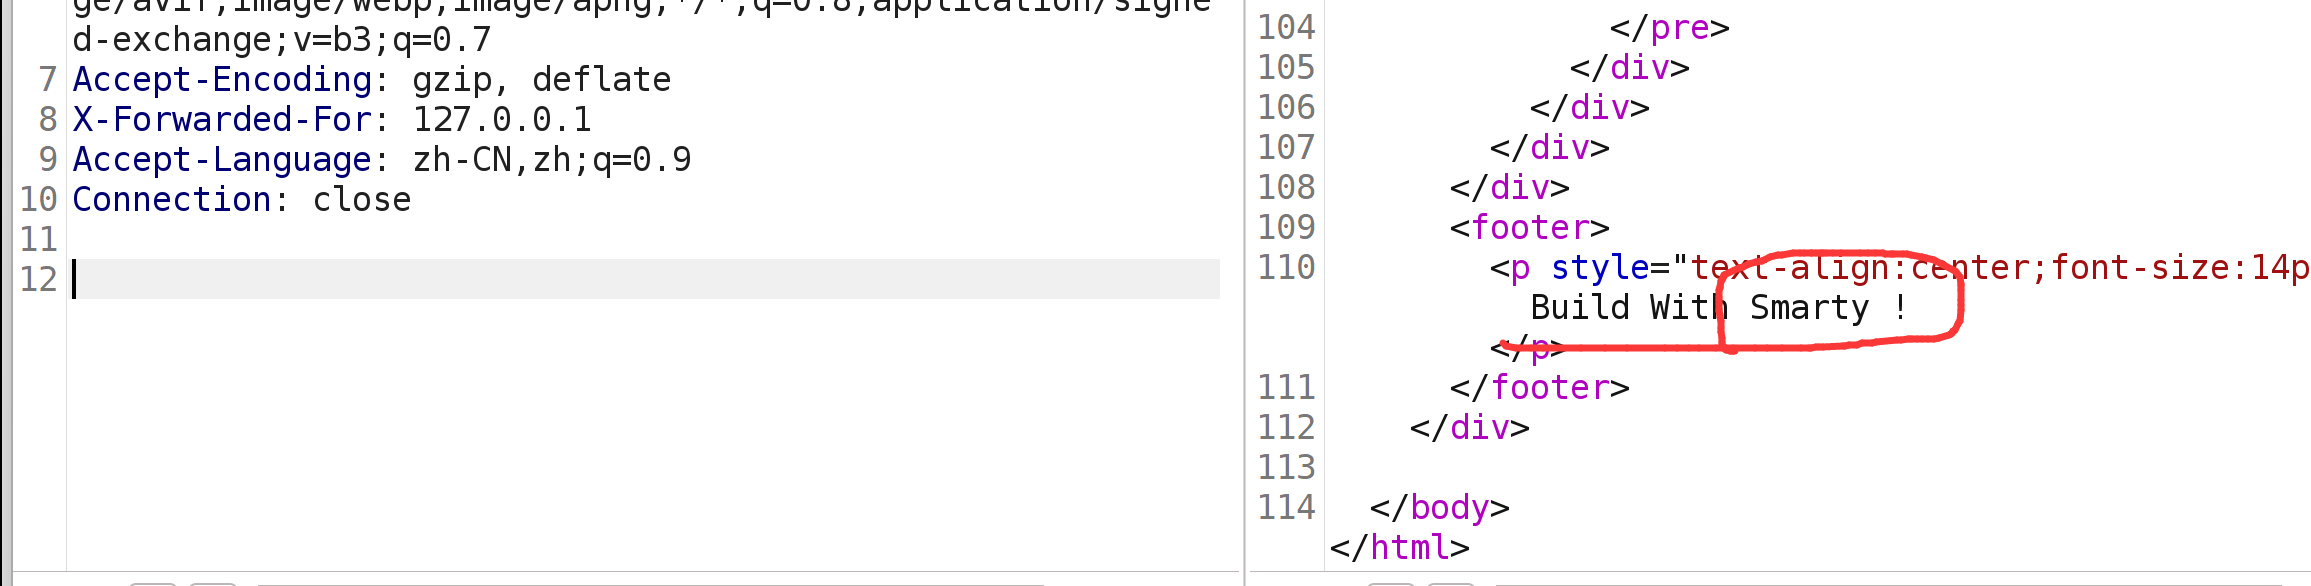 ge/avif,image/webp,image/apng,*/*;q=0.8,application/signe
d-exchange;v=b3;q=0.7
7 Accept-Encoding: gzip, deflate
8 X-Forwarded-For: 127.0.0.1
9 Accept-Language: zh-CN,zh;q=0.9
10 Connection: close
11
12
104 </pre>
105 </div>
106 </div>
107 </div>
108 </div>
109 <footer>
110 <p style="text-align:center;font-size:14p
Build With Smarty !
</p>
111 </footer>
112 </div>
113
114 </body>
</html>